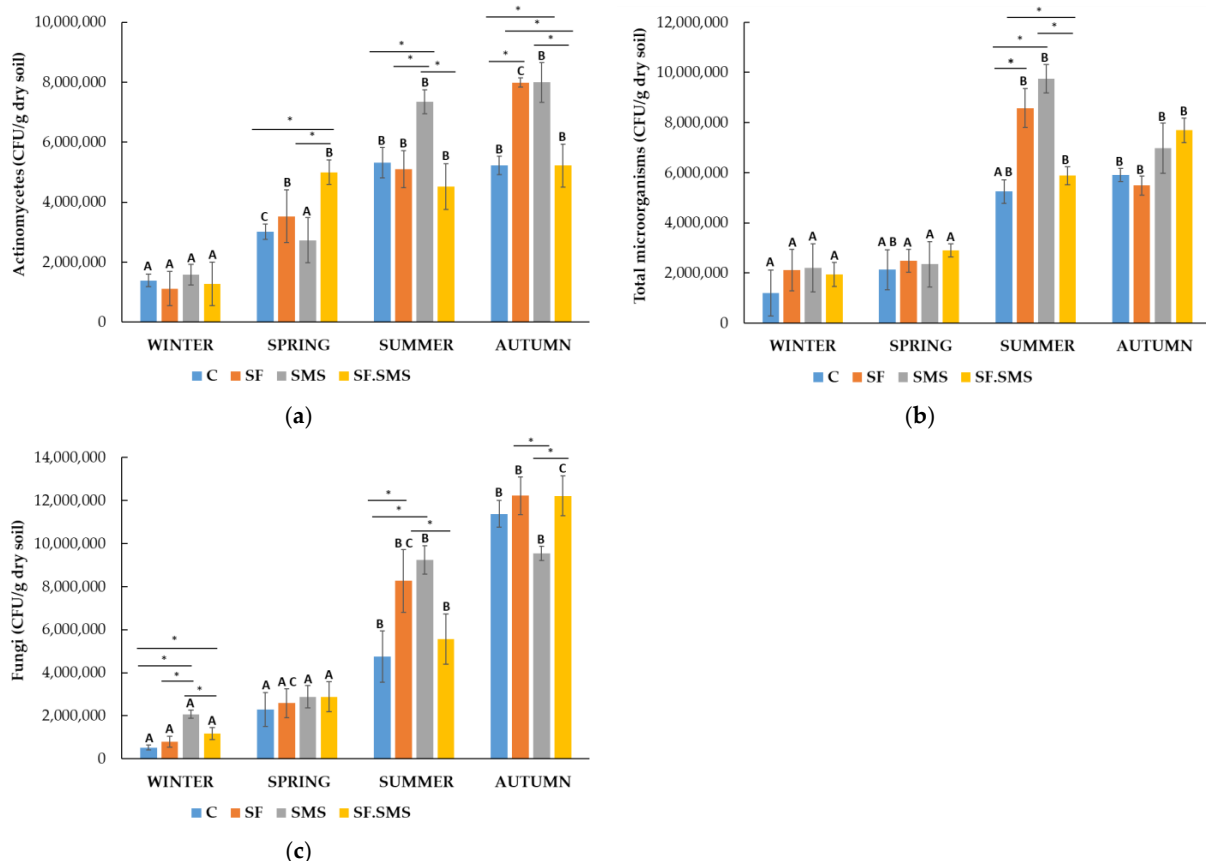 10,000,000
8,000,000
6,000,000
4,000,000
2,000,000
0
Actinomycetes (CFU/g dry soil)
* * * * * * * * * *
A A A A C B A B B B B B B C B B
WINTER SPRING SUMMER AUTUMN
C SF SMS SF.SMS
(a)
12,000,000
10,000,000
8,000,000
6,000,000
4,000,000
2,000,000
0
Total microorganisms (CFU/g dry soil)
* * * *
A A A A A B A A A A B B B B B B B B
WINTER SPRING SUMMER AUTUMN
C SF SMS SF.SMS
(b)
14,000,000
12,000,000
10,000,000
8,000,000
6,000,000
4,000,000
2,000,000
0
Fungi (CFU/g dry soil)
* * * * * * * * *
A A A A A A C A A B B C B B B B B C
WINTER SPRING SUMMER AUTUMN
C SF SMS SF.SMS
(c)